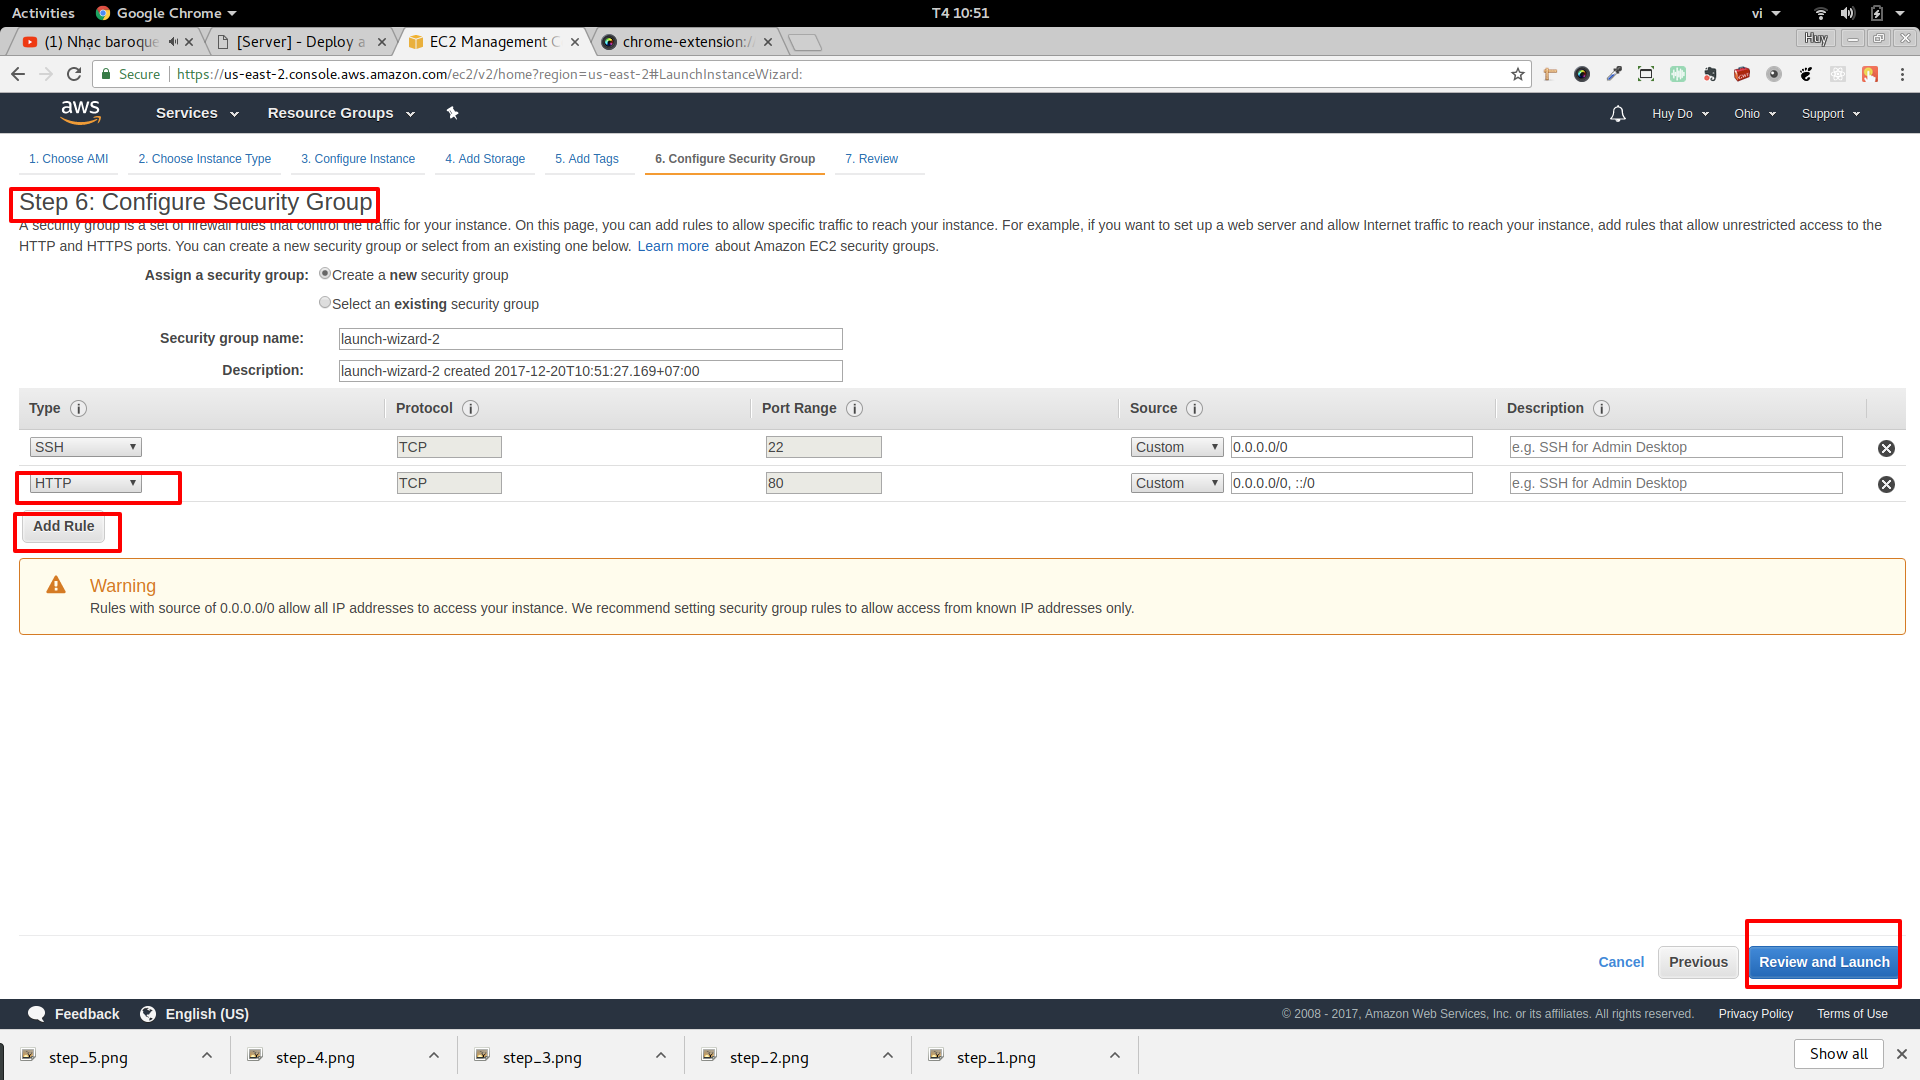 Activities Google Chrome T4 10:51 vi
(1) Nhạc baroque [Server] - Deploy a EC2 Management C chrome-extension:/ Huy
Secure https://us-east-2.console.aws.amazon.com/ec2/v2/home?region=us-east-2#LaunchInstanceWizard:
aws Services Resource Groups Huy Do Ohio Support
1. Choose AMI 2. Choose Instance Type 3. Configure Instance 4. Add Storage 5. Add Tags 6. Configure Security Group 7. Review
Step 6: Configure Security Group
A security group is a set of firewall rules that control the traffic for your instance. On this page, you can add rules to allow specific traffic to reach your instance. For example, if you want to set up a web server and allow Internet traffic to reach your instance, add rules that allow unrestricted access to the
HTTP and HTTPS ports. You can create a new security group or select from an existing one below. Learn more about Amazon EC2 security groups.
Assign a security group: Create a new security group
Select an existing security group
Security group name: launch-wizard-2
Description: launch-wizard-2 created 2017-12-20T10:51:27.169+07:00
Type Protocol Port Range Source Description
SSH TCP 22 Custom 0.0.0.0/0 e.g. SSH for Admin Desktop
HTTP TCP 80 Custom 0.0.0.0/0, ::/0 e.g. SSH for Admin Desktop
Add Rule
Warning
Rules with source of 0.0.0.0/0 allow all IP addresses to access your instance. We recommend setting security group rules to allow access from known IP addresses only.
Cancel Previous Review and Launch
Feedback English (US) © 2008 - 2017, Amazon Web Services, Inc. or its affiliates. All rights reserved. Privacy Policy Terms of Use
step_5.png step_4.png step_3.png step_2.png step_1.png Show all